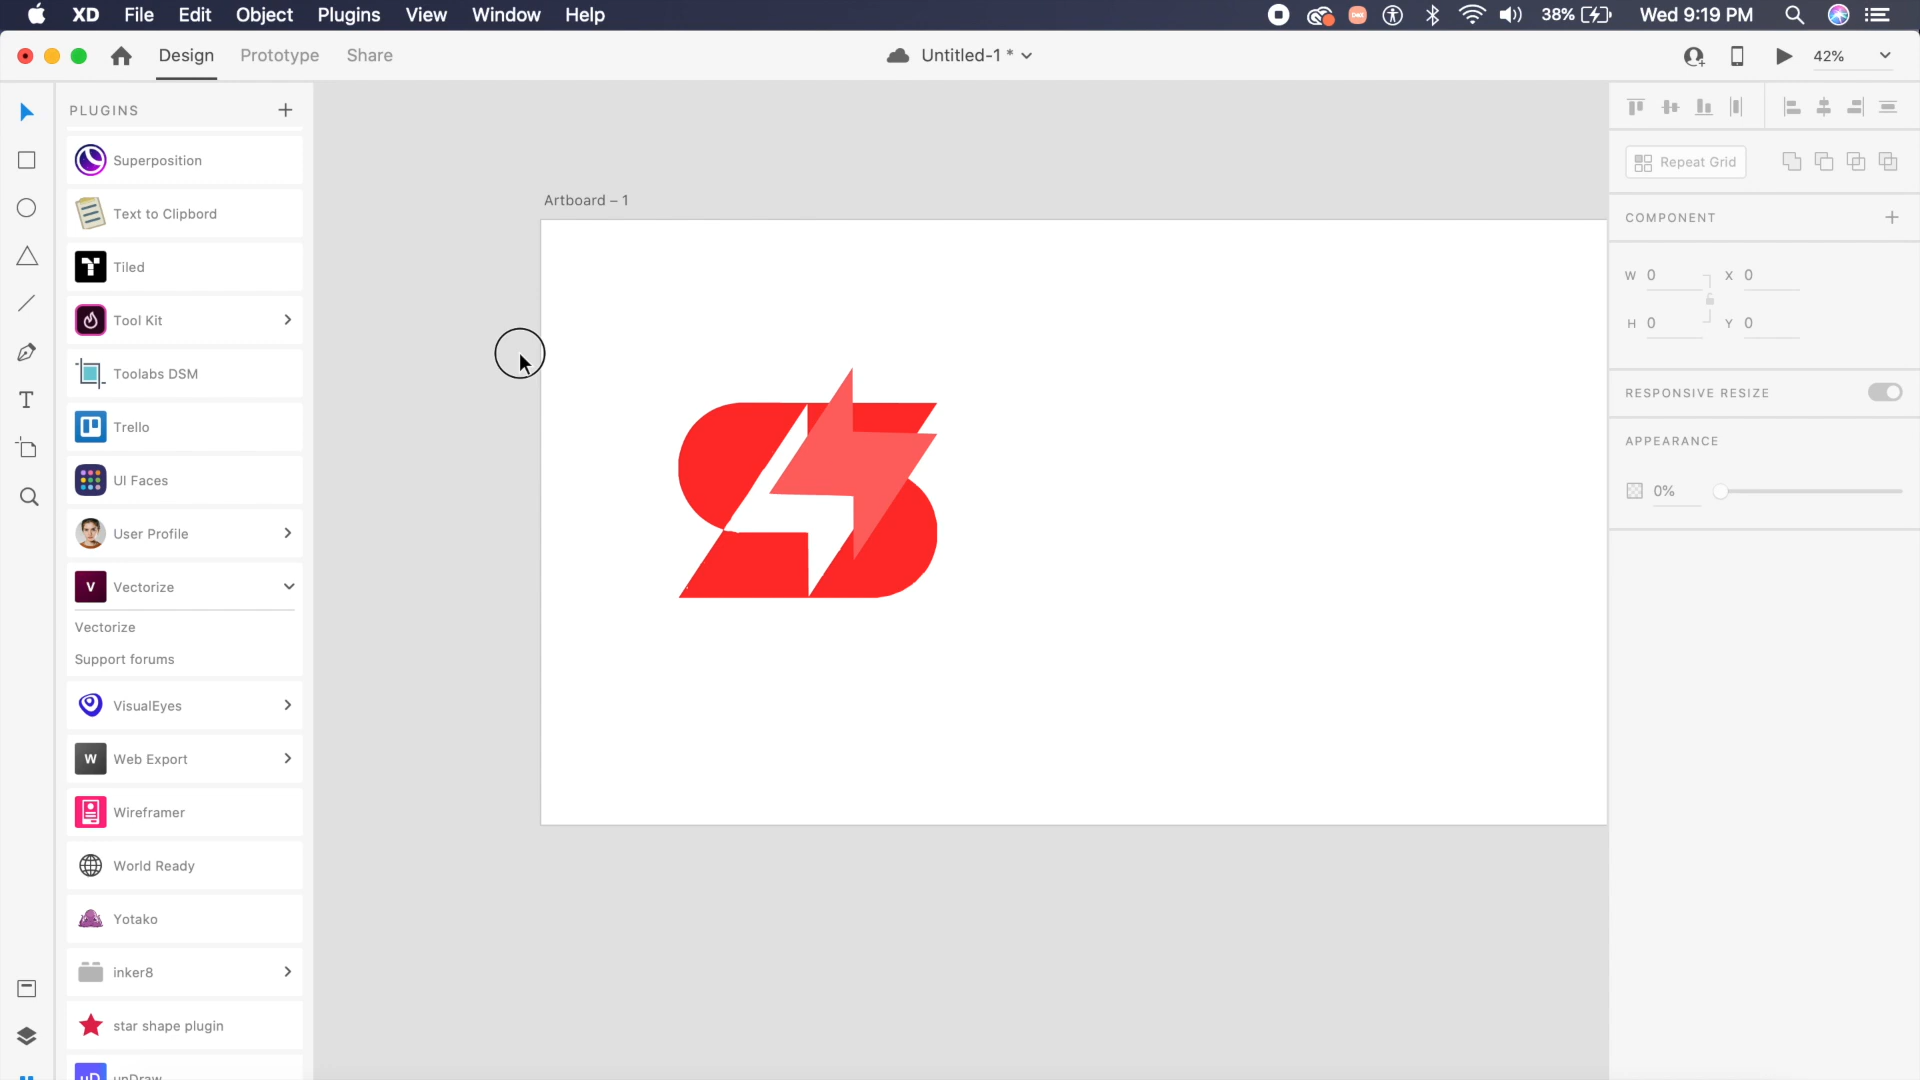 XD File Edit Object Plugins View Window Help 38% Wed 9:19 PM
Design Prototype Share Untitled-1 * 42%
PLUGINS
Superposition
Text to Clipbord
Tiled
Tool Kit
Toolabs DSM
Trello
UI Faces
User Profile
V Vectorize
Vectorize
Support forums
VisualEyes
W Web Export
Wireframer
World Ready
Yotako
inker8
star shape plugin
uD unDraw
Artboard – 1
Repeat Grid
COMPONENT
W 0 X 0
H 0 Y 0
RESPONSIVE RESIZE
APPEARANCE
0%